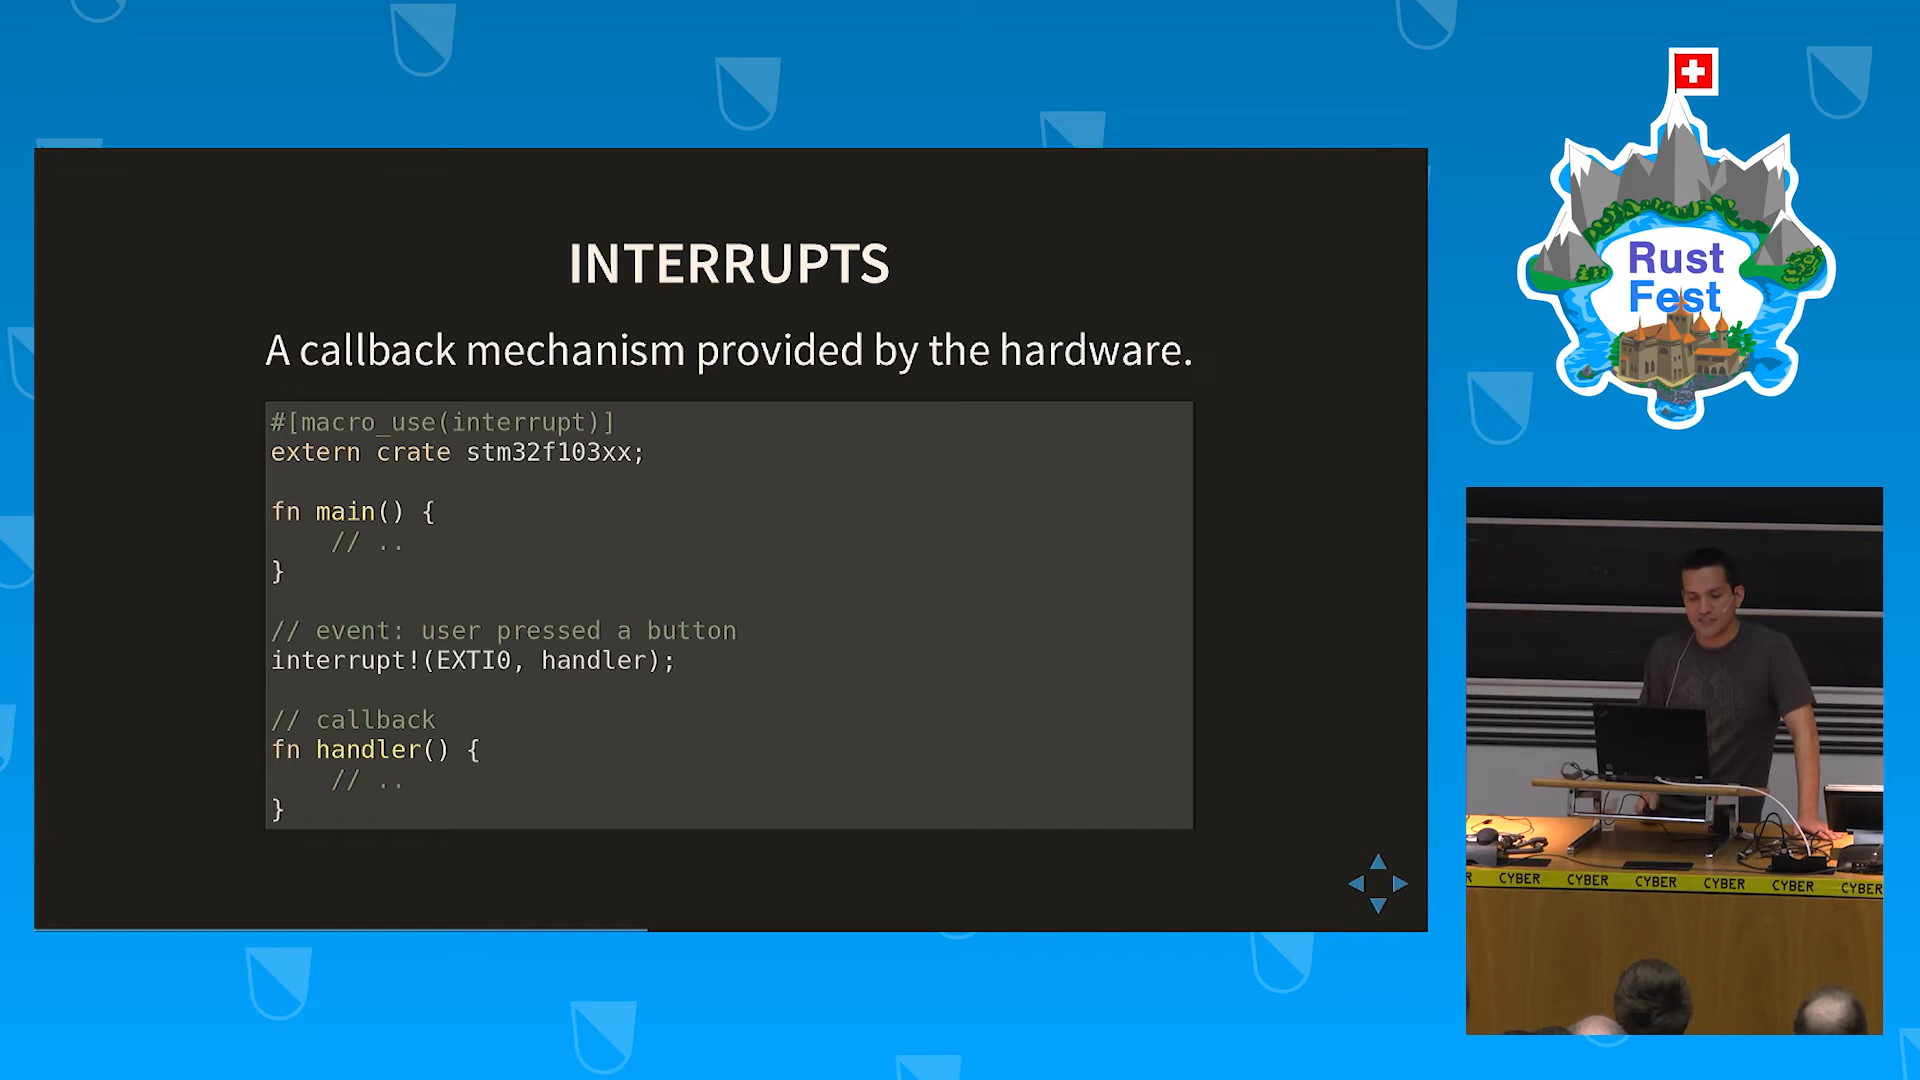 INTERRUPTS
A callback mechanism provided by the hardware.
#[macro_use(interrupt)]
extern crate stm32f103xx;
fn main() {
    // ..
}
// event: user pressed a button
interrupt!(EXTI0, handler);
// callback
fn handler() {
    // ..
}
Rust
Fest
R CYBER CYBER CYBER CYBER CYBER CYBER